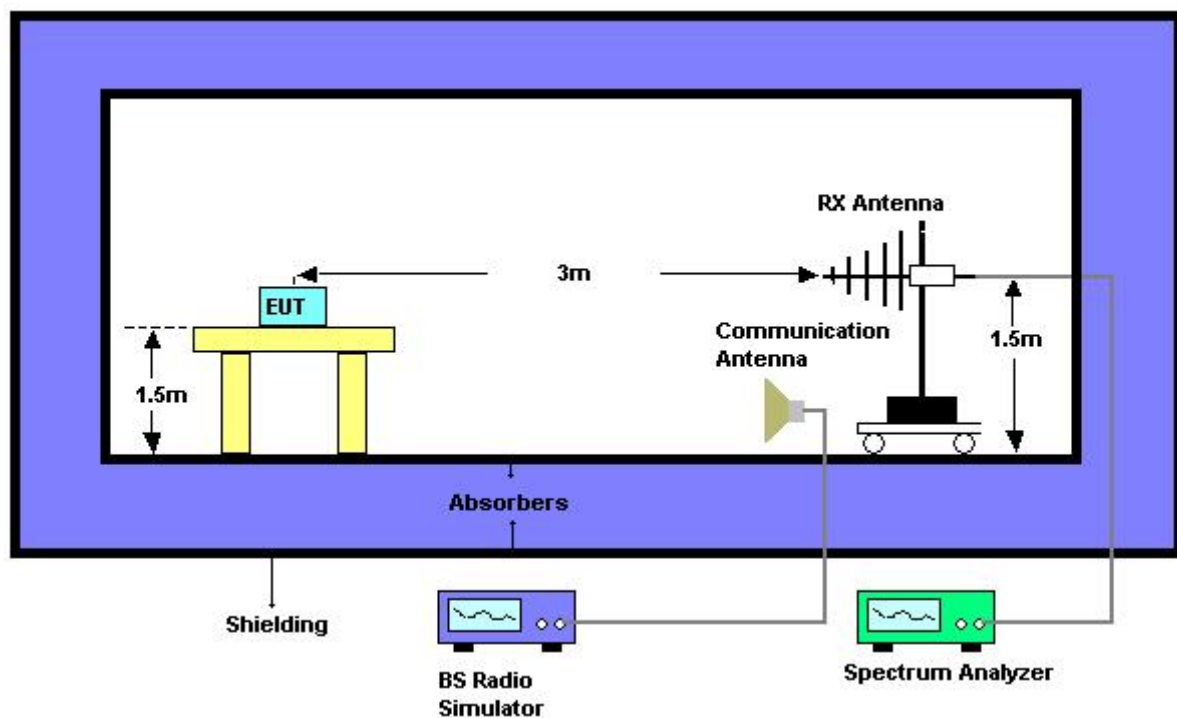 RX Antenna
3m
EUT
Communication
Antenna
1.5m
1.5m
Absorbers
Shielding
BS Radio
Simulator
Spectrum Analyzer